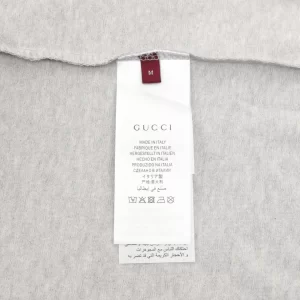 M
GUCCI
MADE IN ITALY
FABRIQUÉ EN ITALIE
HERGESTELLT IN ITALIEN
HECHO EN ITALIA
PRODUZIDO NA ITÁLIA
СДЕЛАНО В ИТАЛИИ
イタリア製
产地:意大利
صنع في إيطاليا